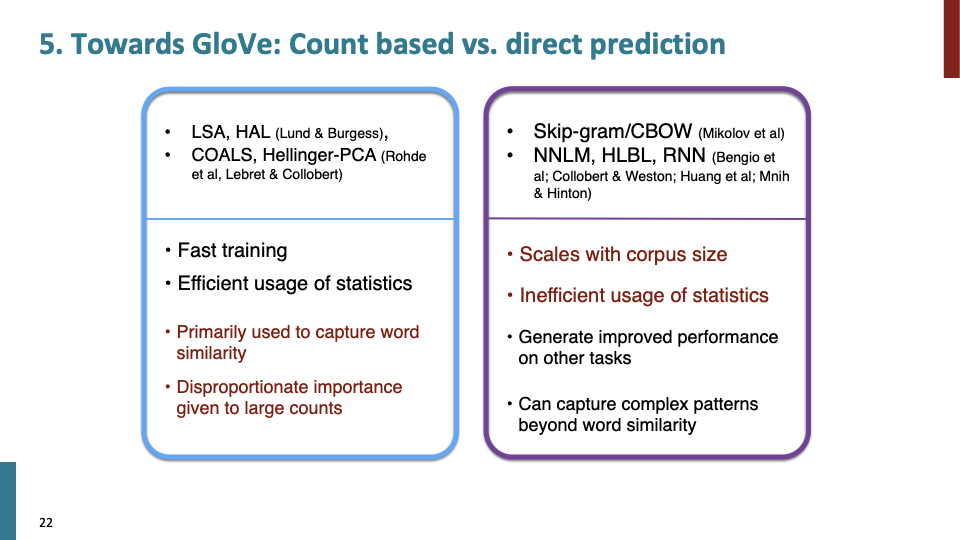 5. Towards GloVe: Count based vs. direct prediction
• LSA, HAL (Lund & Burgess),
• COALS, Hellinger-PCA (Rohde
et al, Lebret & Collobert)
• Fast training
• Efficient usage of statistics
• Primarily used to capture word
similarity
• Disproportionate importance
given to large counts
• Skip-gram/CBOW (Mikolov et al)
• NNLM, HLBL, RNN (Bengio et
al; Collobert & Weston; Huang et al; Mnih
& Hinton)
• Scales with corpus size
• Inefficient usage of statistics
• Generate improved performance
on other tasks
• Can capture complex patterns
beyond word similarity
22